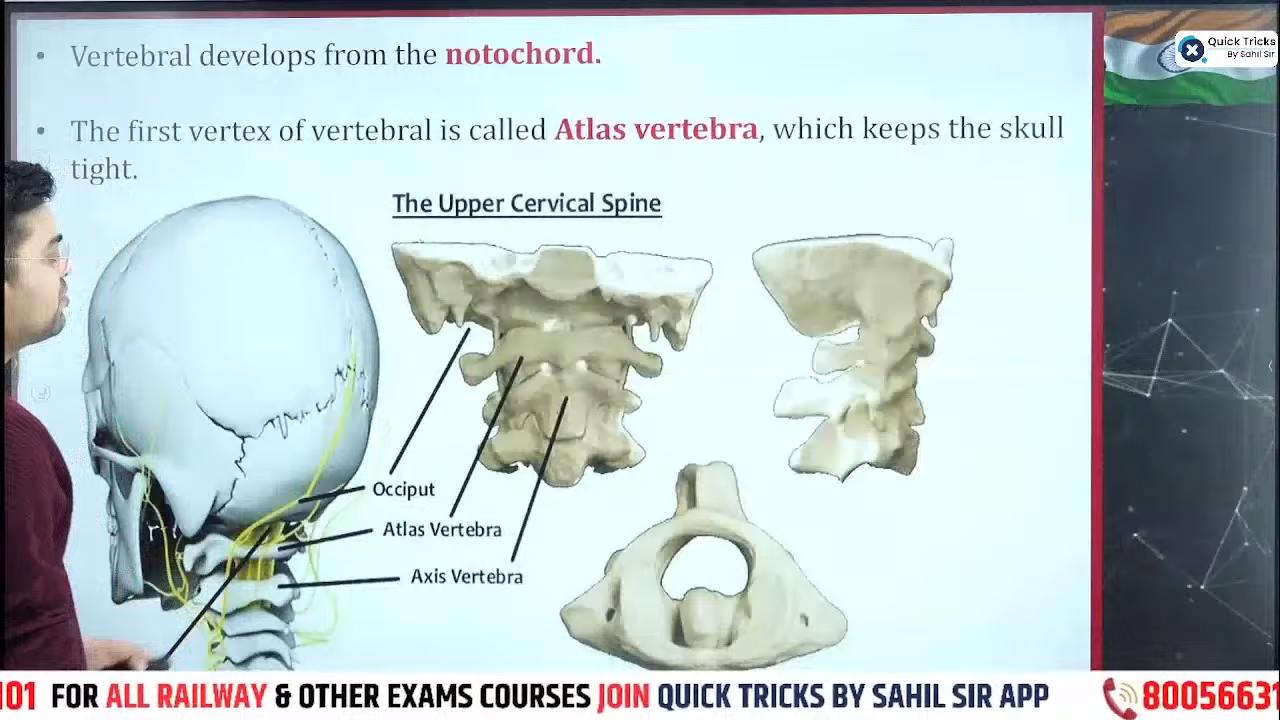 • Vertebral develops from the notochord.
• The first vertex of vertebral is called Atlas vertebra, which keeps the skull
tight.
The Upper Cervical Spine
Occiput
Atlas Vertebra
Axis Vertebra
Quick Tricks
By Sahil Sir
101 FOR ALL RAILWAY & OTHER EXAMS COURSES JOIN QUICK TRICKS BY SAHIL SIR APP